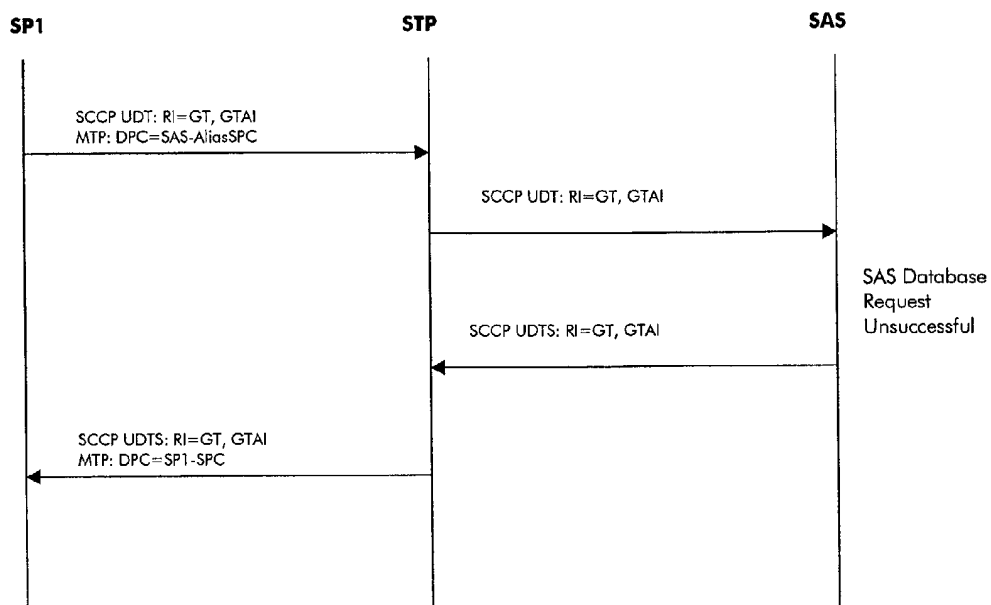 SP1
STP
SAS
SCCP UDT: RI=GT, GTAI
MTP: DPC=SAS-AliasSPC
SCCP UDT: RI=GT, GTAI
SAS Database
Request
Unsuccessful
SCCP UDTS: RI=GT, GTAI
SCCP UDTS: RI=GT, GTAI
MTP: DPC=SP1-SPC